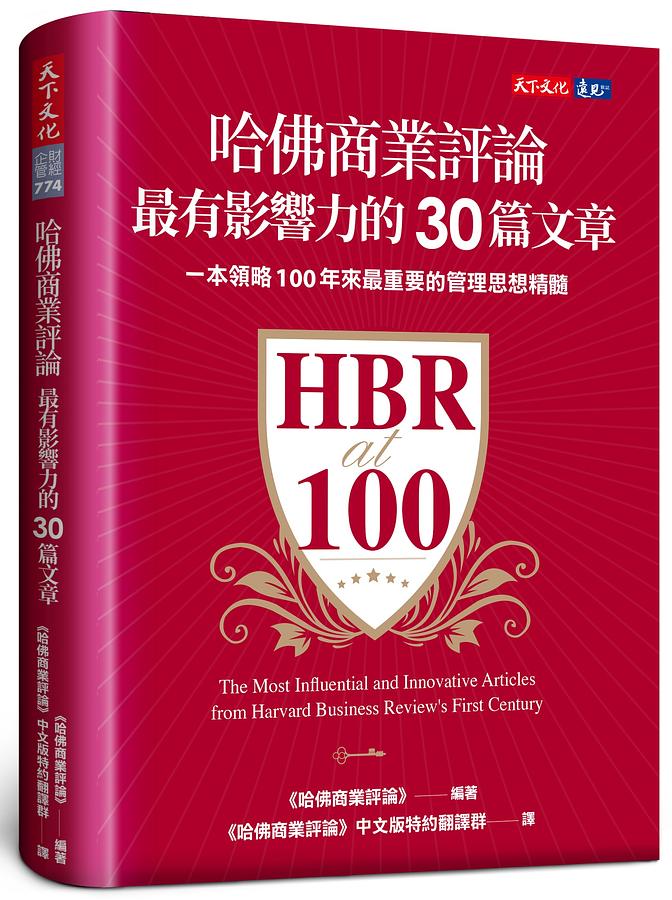 天下文化
財經
企管
774
哈佛商業評論 最有影響力的30篇文章
《哈佛商業評論》——編著
《哈佛商業評論》中文版特約翻譯群——譯
天下文化 遠見
哈佛商業評論
最有影響力的30篇文章
一本領略100年來最重要的管理思想精髓
HBR
at
100
The Most Influential and Innovative Articles
from Harvard Business Review's First Century
《哈佛商業評論》——編著
《哈佛商業評論》中文版特約翻譯群——譯